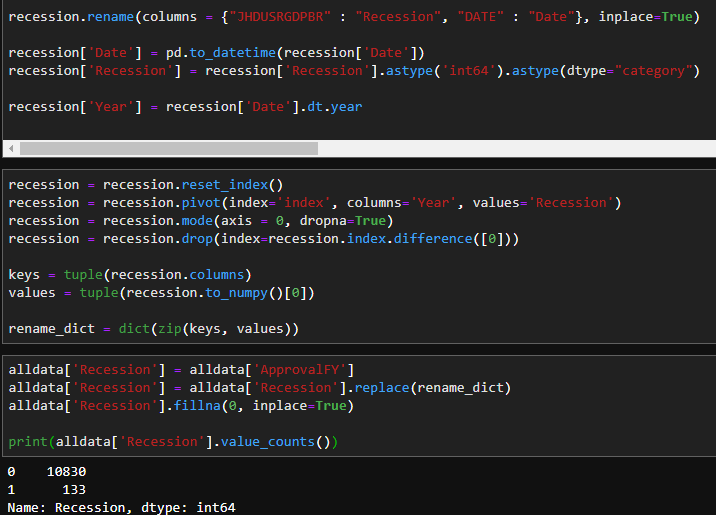 recession.rename(columns = {"JHDUSRGDPBR" : "Recession", "DATE" : "Date"}, inplace=True)
recession['Date'] = pd.to_datetime(recession['Date'])
recession['Recession'] = recession['Recession'].astype('int64').astype(dtype="category")
recession['Year'] = recession['Date'].dt.year
recession = recession.reset_index()
recession = recession.pivot(index='index', columns='Year', values='Recession')
recession = recession.mode(axis = 0, dropna=True)
recession = recession.drop(index=recession.index.difference([0]))
keys = tuple(recession.columns)
values = tuple(recession.to_numpy()[0])
rename_dict = dict(zip(keys, values))
alldata['Recession'] = alldata['ApprovalFY']
alldata['Recession'] = alldata['Recession'].replace(rename_dict)
alldata['Recession'].fillna(0, inplace=True)
print(alldata['Recession'].value_counts())
0    10830
1      133
Name: Recession, dtype: int64